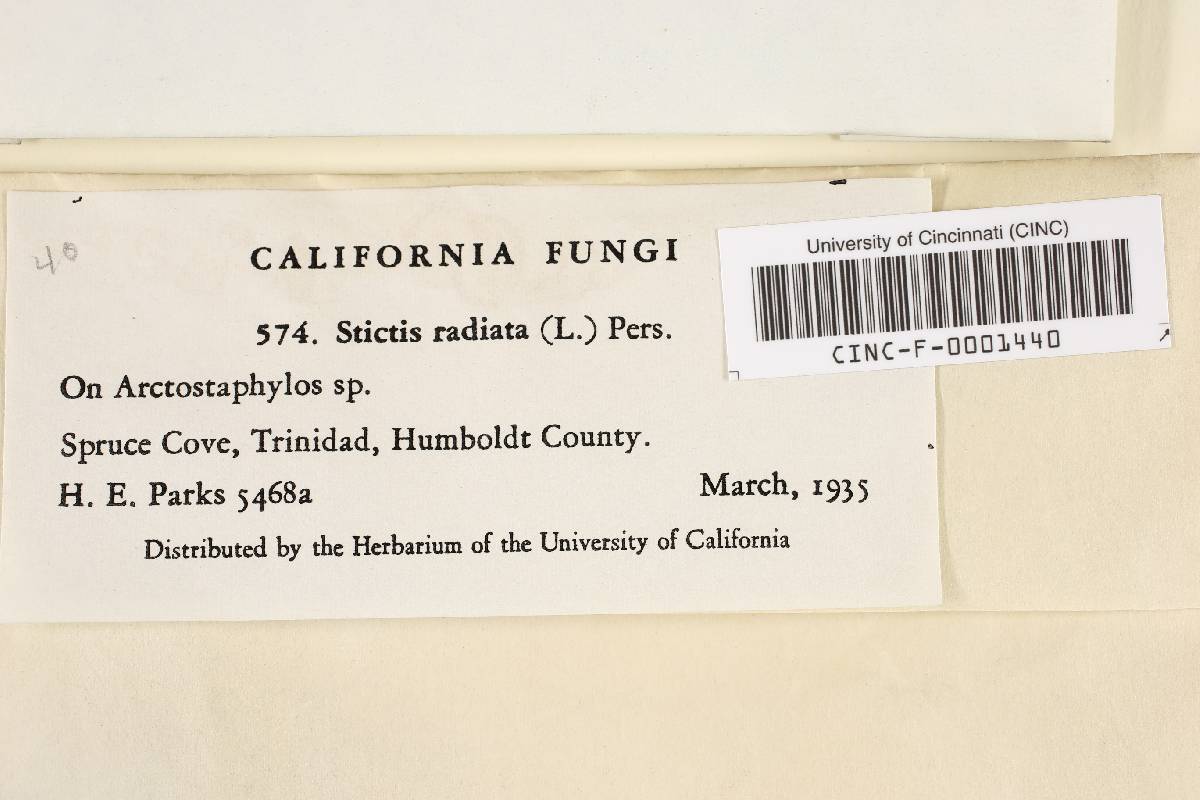 40
CALIFORNIA FUNGI
574. Stictis radiata (L.) Pers.
On Arctostaphylos sp.
Spruce Cove, Trinidad, Humboldt County.
H. E. Parks 5468a March, 1935
Distributed by the Herbarium of the University of California
University of Cincinnati (CINC)
CINC-F-0001440